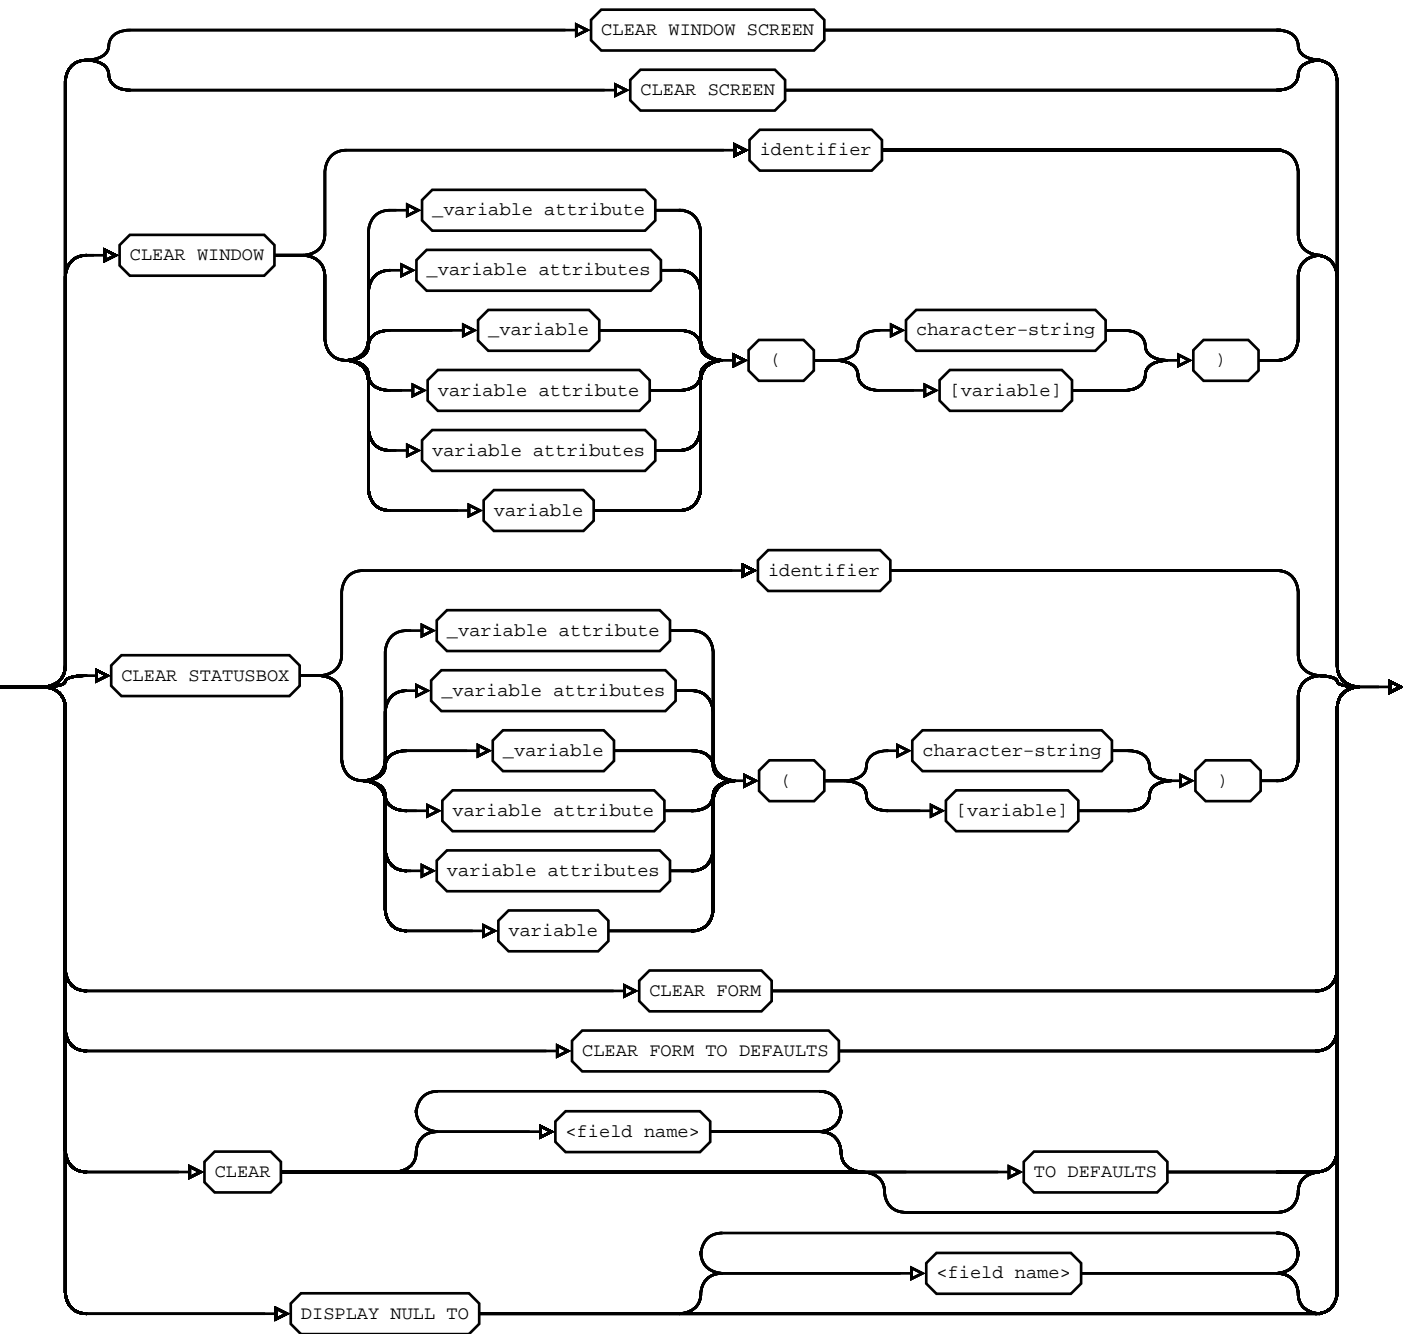 CLEAR WINDOW SCREEN
CLEAR SCREEN
identifier
_variable attribute
CLEAR WINDOW
_variable attributes
_variable
character-string
(
)
variable attribute
[variable]
variable attributes
variable
identifier
_variable attribute
CLEAR STATUSBOX
_variable attributes
_variable
character-string
(
)
variable attribute
[variable]
variable attributes
variable
CLEAR FORM
CLEAR FORM TO DEFAULTS
<field name>
CLEAR
TO DEFAULTS
<field name>
DISPLAY NULL TO